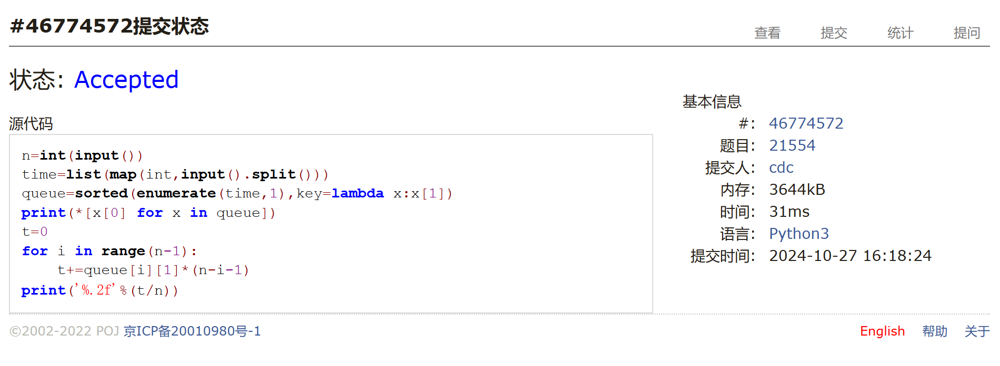 #46774572提交状态
查看 提交 统计 提问
状态: Accepted
源代码
n=int(input())
time=list(map(int,input().split()))
queue=sorted(enumerate(time,1),key=lambda x:x[1])
print(*[x[0] for x in queue])
t=0
for i in range(n-1):
    t+=queue[i][1]*(n-i-1)
print('%.2f'%(t/n))
基本信息
#: 46774572
题目: 21554
提交人: cdc
内存: 3644kB
时间: 31ms
语言: Python3
提交时间: 2024-10-27 16:18:24
©2002-2022 POJ 京ICP备20010980号-1
English 帮助 关于